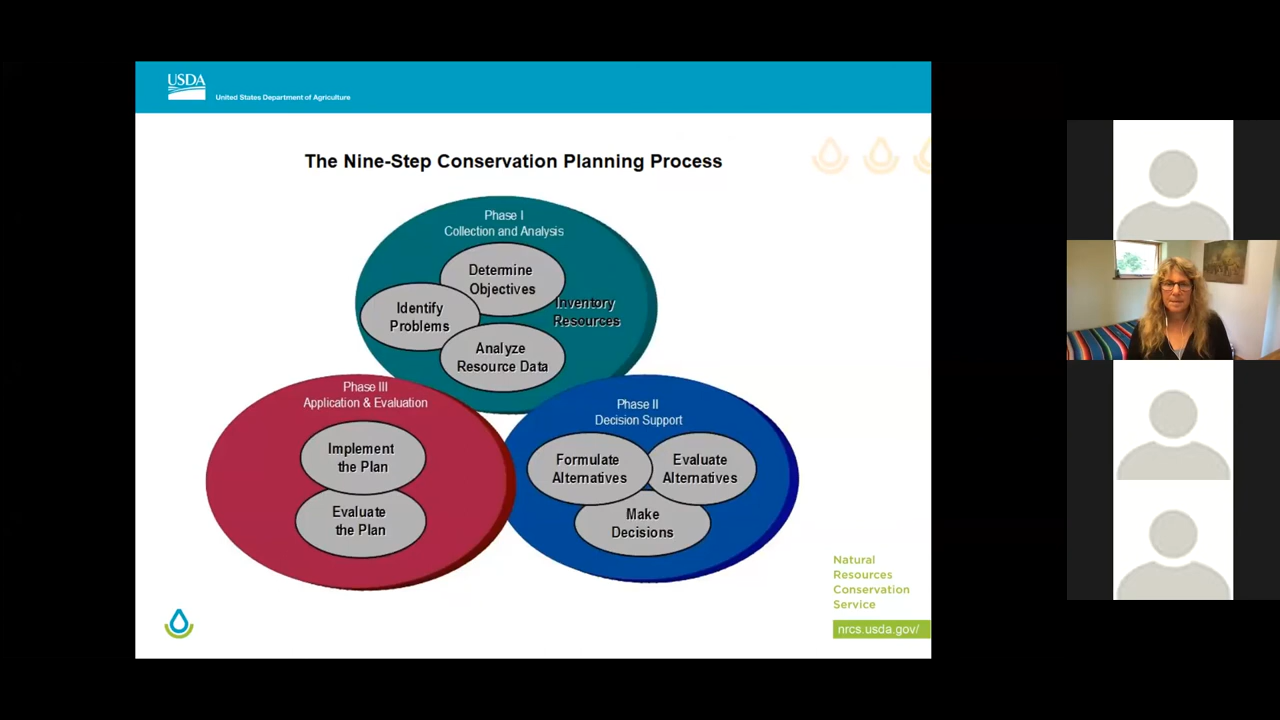 USDA
United States Department of Agriculture
The Nine-Step Conservation Planning Process
Phase I
Collection and Analysis
Determine
Objectives
Identify
Problems
Inventory
Resources
Analyze
Resource Data
Phase III
Application & Evaluation
Implement
the Plan
Evaluate
the Plan
Phase II
Decision Support
Formulate
Alternatives
Evaluate
Alternatives
Make
Decisions
Natural
Resources
Conservation
Service
nrcs.usda.gov/